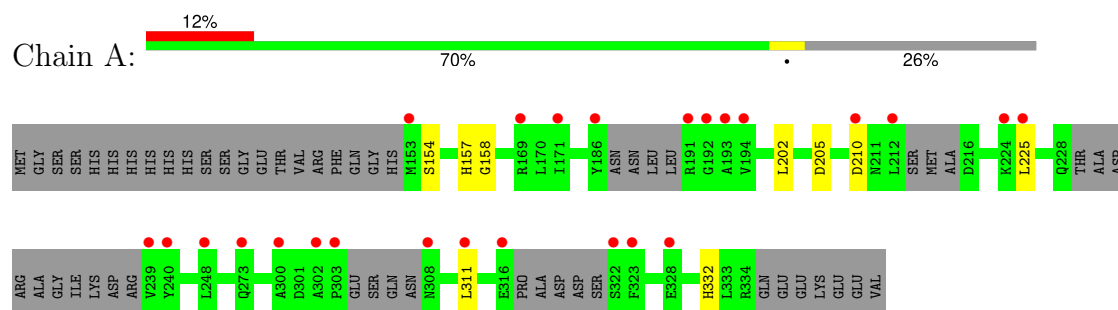 12%
Chain A:
70% • 26%
MET GLY SER SER HIS HIS HIS HIS HIS HIS SER SER GLY GLU THR VAL ARG PHE GLN GLY HIS M153 S154 H157 G158 R169 L170 I171 Y186 ASN ASN LEU LEU R191 G192 A193 V194 L202 D205 D210 N211 L212 SER MET ALA D216 K224 L225 Q228 THR ALA ASP
ARG ALA GLY ILE LYS ASP ARG V239 Y240 L248 Q273 A300 D301 A302 P303 GLU SER GLN ASN N308 L311 E316 PRO ALA ASP ASP SER S322 F323 E328 H332 L333 R334 GLN GLU GLU LYS GLU GLU VAL